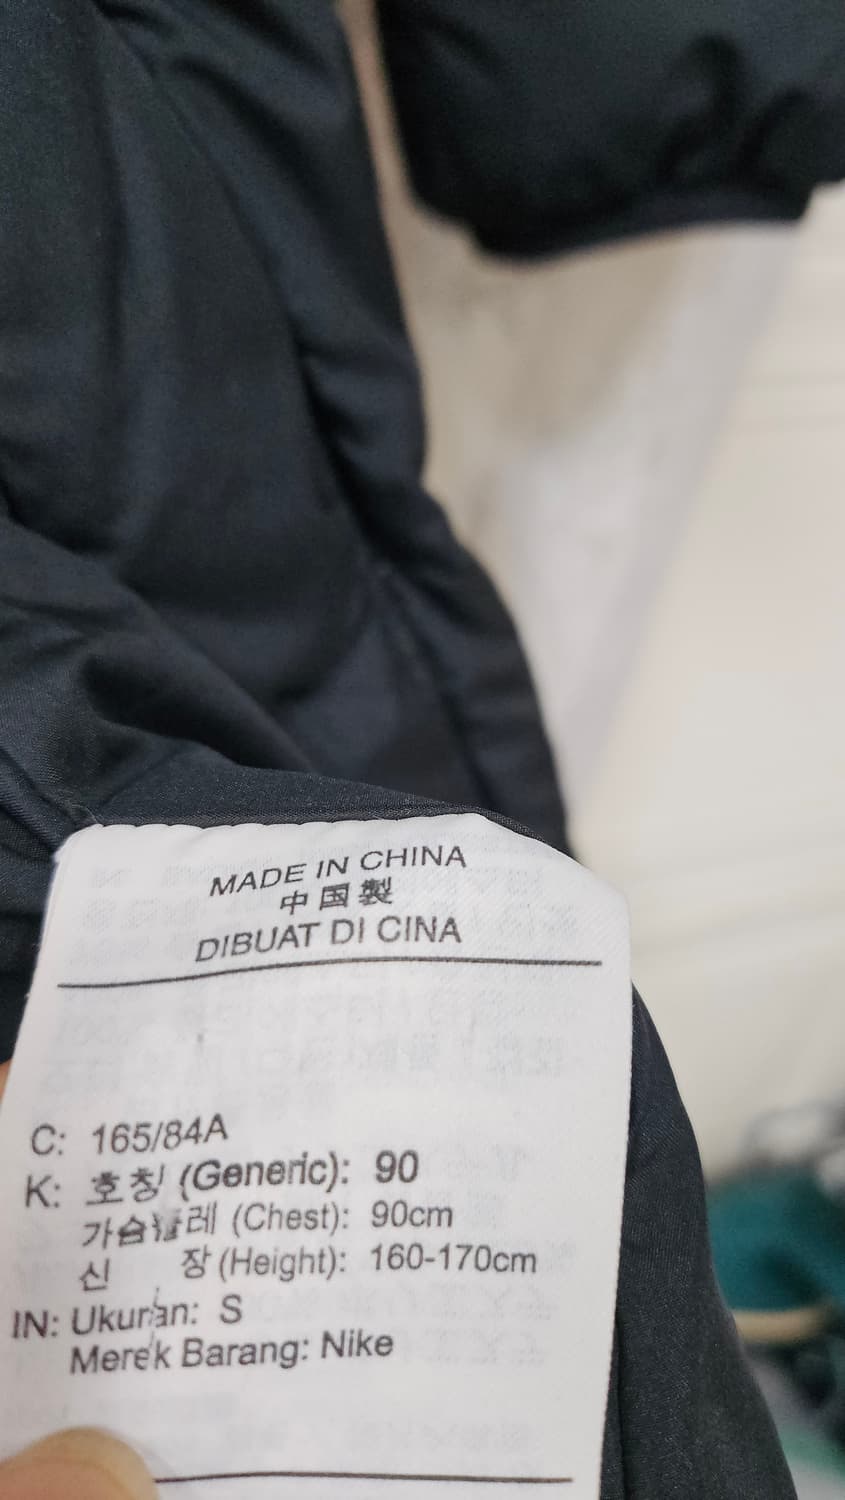 MADE IN CHINA
中国製
DIBUAT DI CINA
C: 165/84A
K: 호칭 (Generic): 90
가슴둘레 (Chest): 90cm
신 장 (Height): 160-170cm
IN: Ukuran: S
Merek Barang: Nike